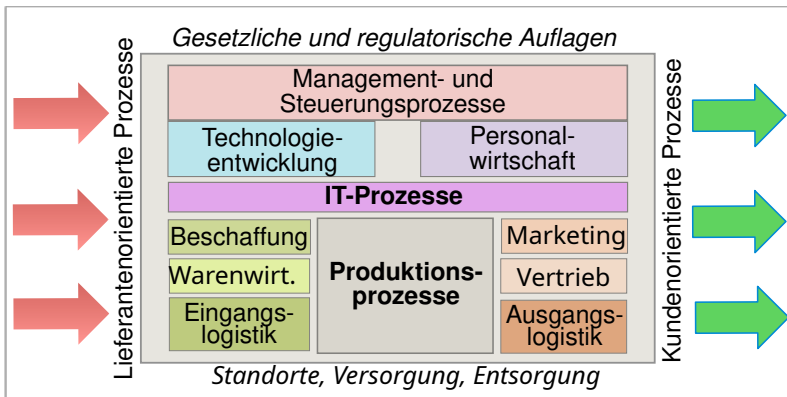 Gesetzliche und regulatorische Auflagen
Lieferantenorientierte Prozesse
Management- und
Steuerungsprozesse
Technologie-
entwicklung
Personal-
wirtschaft
IT-Prozesse
Beschaffung
Warenwirt.
Eingangs-
logistik
Produktions-
prozesse
Marketing
Vertrieb
Ausgangs-
logistik
Kundenorientierte Prozesse
Standorte, Versorgung, Entsorgung